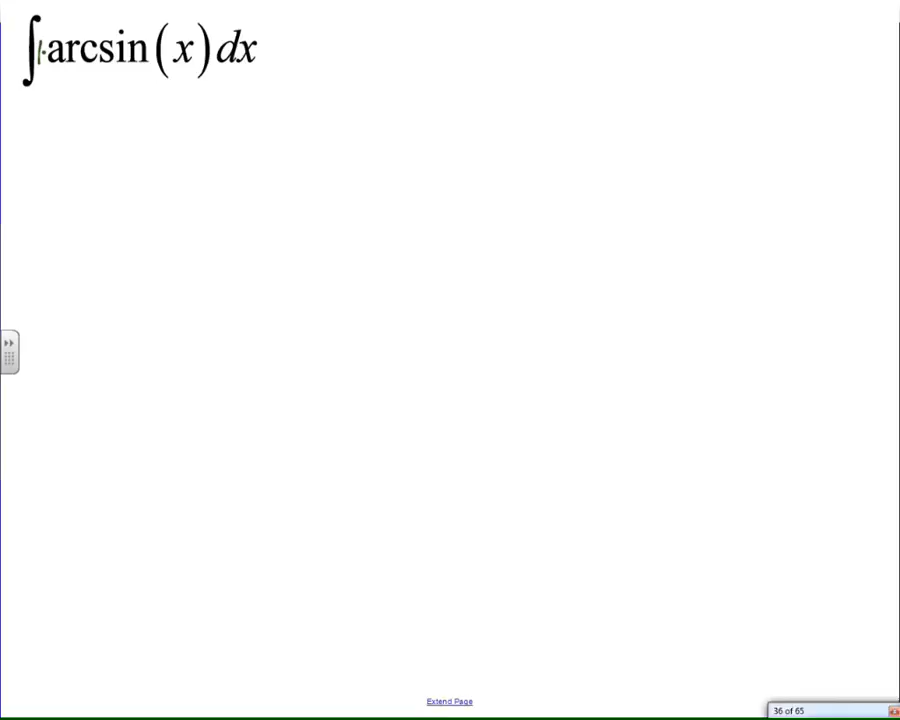 ∫1·arcsin(x)dx
Extend Page
36 of 65